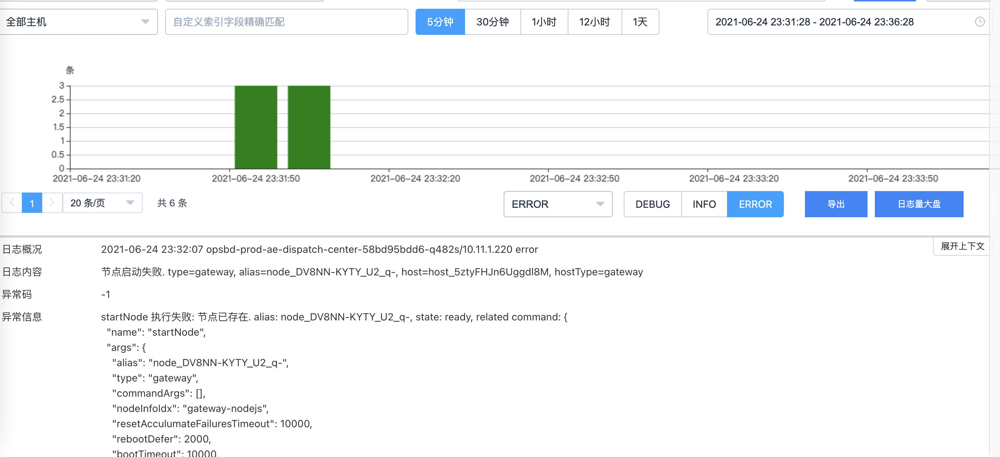 全部主机
自定义索引字段精确匹配
5分钟 30分钟 1小时 12小时 1天
2021-06-24 23:31:28 - 2021-06-24 23:36:28
条
3
2.5
2
1.5
1
0.5
0
2021-06-24 23:31:20 2021-06-24 23:31:50 2021-06-24 23:32:20 2021-06-24 23:32:50 2021-06-24 23:33:20 2021-06-24 23:33:50
1 20 条/页 共 6 条 ERROR DEBUG INFO ERROR 导出 日志量大盘
展开上下文
日志概况 2021-06-24 23:32:07 opsbd-prod-ae-dispatch-center-58bd95bdd6-q482s/10.11.1.220 error
日志内容 节点启动失败. type=gateway, alias=node_DV8NN-KYTY_U2_q-, host=host_5ztyFHJn6Uggdl8M, hostType=gateway
异常码 -1
异常信息 startNode 执行失败: 节点已存在. alias: node_DV8NN-KYTY_U2_q-, state: ready, related command: {
"name": "startNode",
"args": {
"alias": "node_DV8NN-KYTY_U2_q-",
"type": "gateway",
"commandArgs": [],
"nodeInfoIdx": "gateway-nodejs",
"resetAcculumateFailuresTimeout": 10000,
"rebootDefer": 2000,
"bootTimeout": 10000,